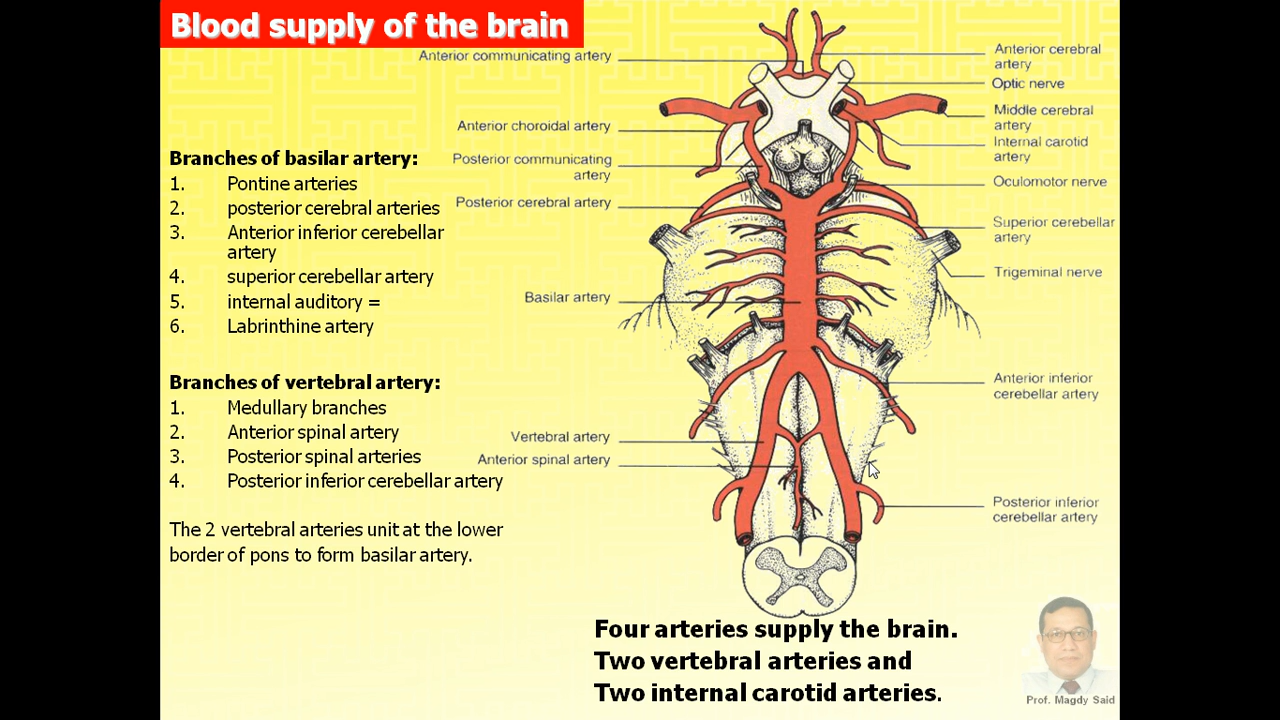 Blood supply of the brain
Branches of basilar artery:
1. Pontine arteries
2. posterior cerebral arteries
3. Anterior inferior cerebellar
artery
4. superior cerebellar artery
5. internal auditory =
6. Labrinthine artery
Branches of vertebral artery:
1. Medullary branches
2. Anterior spinal artery
3. Posterior spinal arteries
4. Posterior inferior cerebellar artery
The 2 vertebral arteries unit at the lower
border of pons to form basilar artery.
Anterior communicating artery
Anterior choroidal artery
Posterior communicating
artery
Posterior cerebral artery
Basilar artery
Vertebral artery
Anterior spinal artery
Anterior cerebral
artery
Optic nerve
Middle cerebral
artery
Internal carotid
artery
Oculomotor nerve
Superior cerebellar
artery
Trigeminal nerve
Anterior inferior
cerebellar artery
Posterior inferior
cerebellar artery
Four arteries supply the brain.
Two vertebral arteries and
Two internal carotid arteries.
Prof. Magdy Said